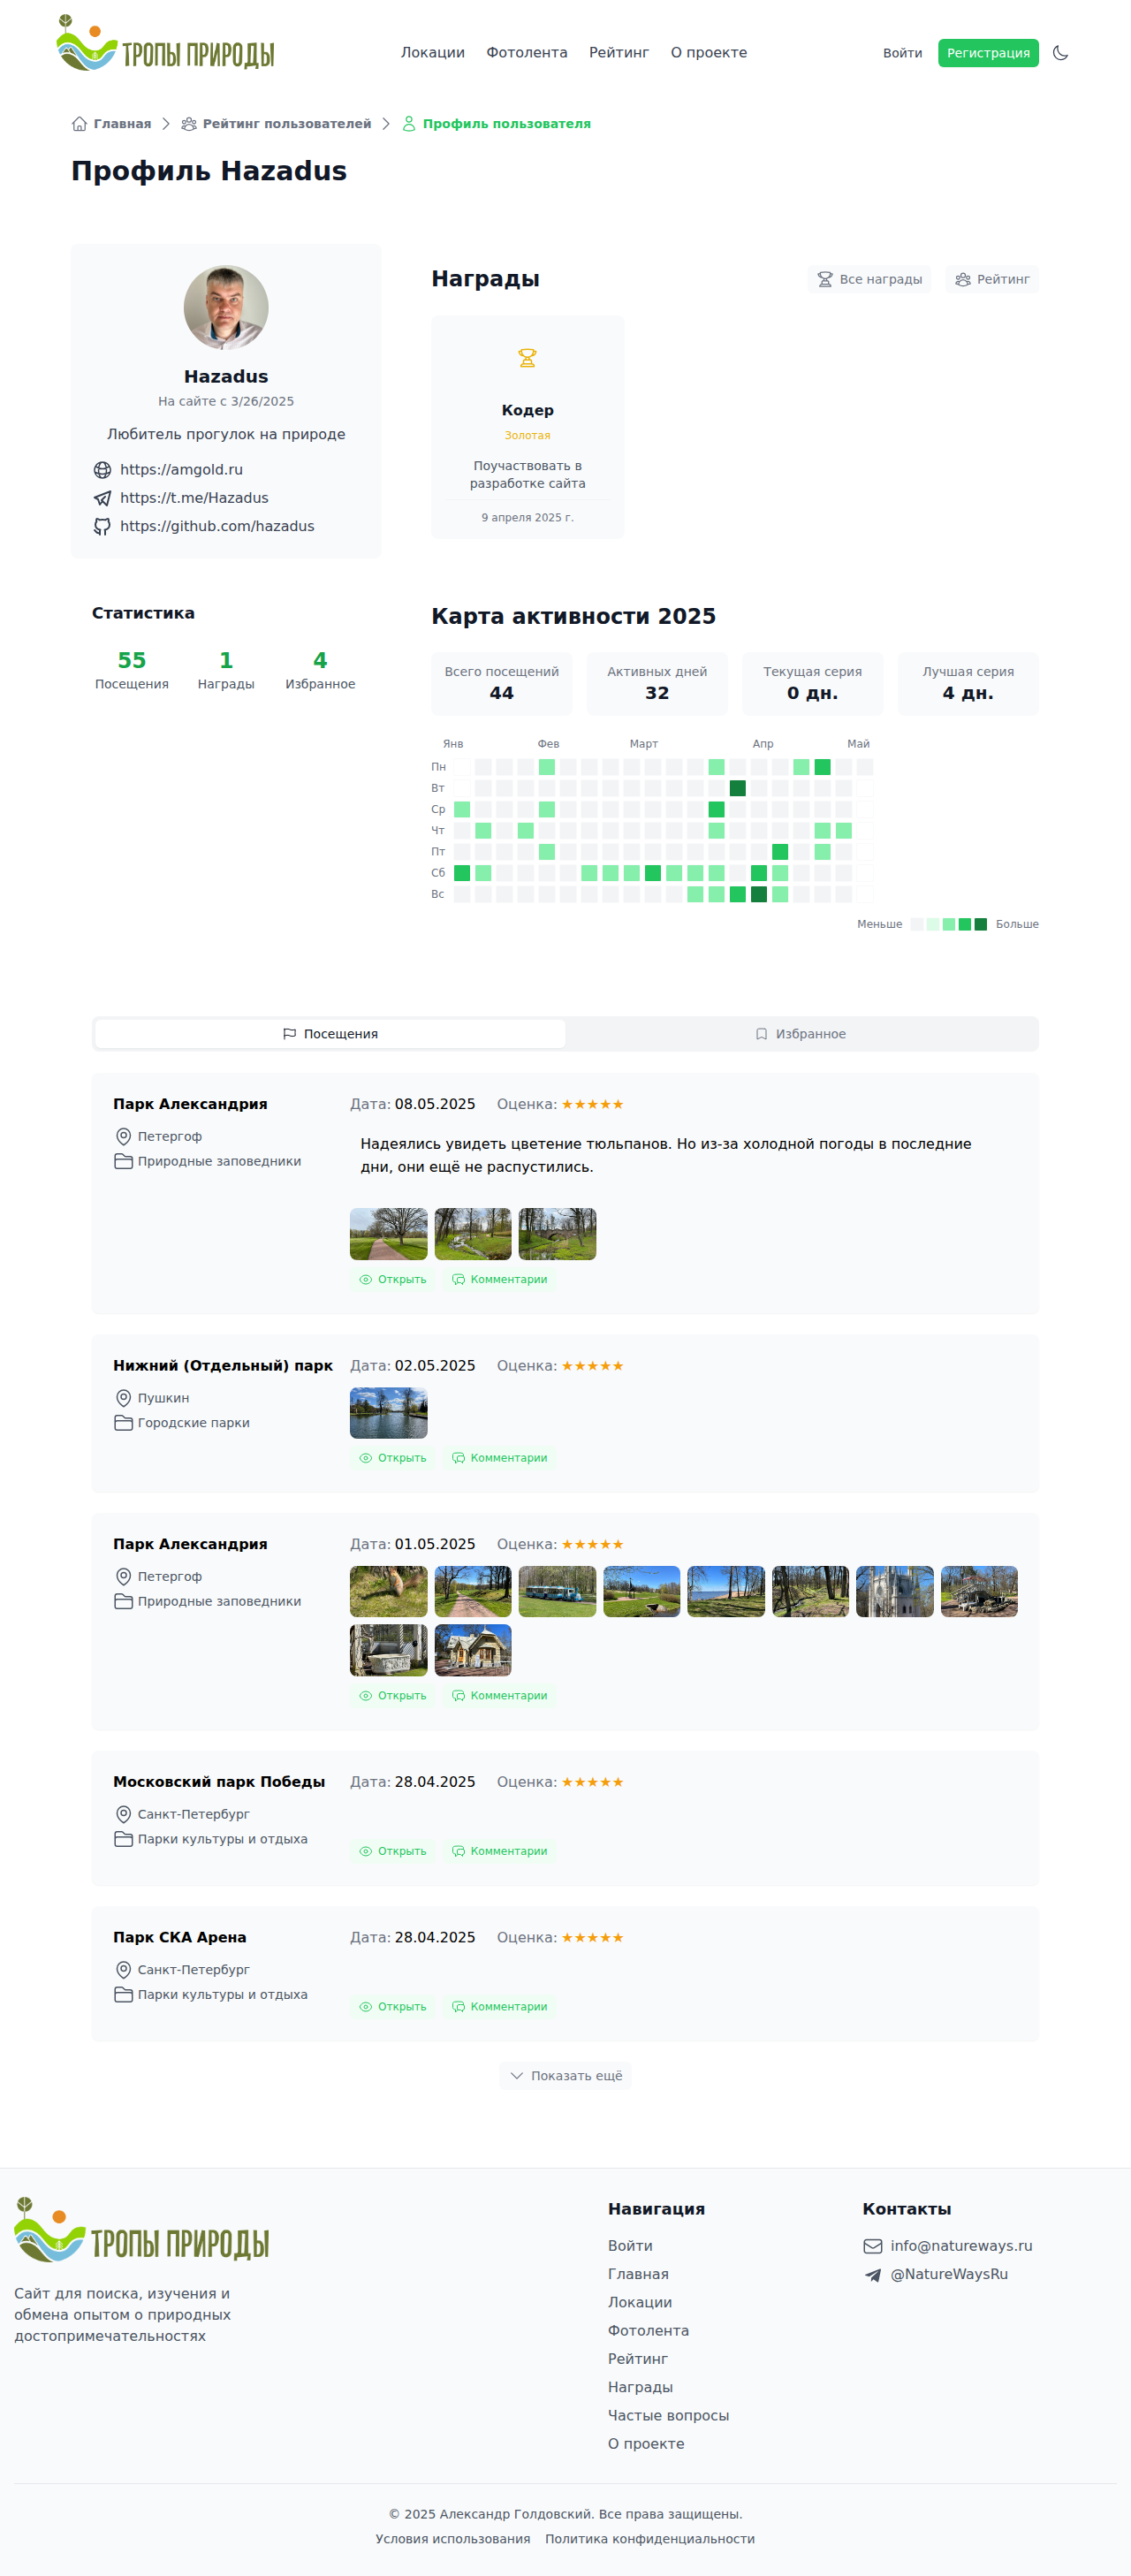 ТРОПЫ ПРИРОДЫ
Локации Фотолента Рейтинг О проекте
Войти Регистрация
Главная Рейтинг пользователей Профиль пользователя
Профиль Hazadus
Hazadus
На сайте с 3/26/2025
Любитель прогулок на природе
https://amgold.ru
https://t.me/Hazadus
https://github.com/hazadus
Награды
Все награды Рейтинг
Кодер
Золотая
Поучаствовать в
разработке сайта
9 апреля 2025 г.
Статистика
55 1 4
Посещения Награды Избранное
Карта активности 2025
Всего посещений Активных дней Текущая серия Лучшая серия
44 32 0 дн. 4 дн.
Янв Фев Март Апр Май
Пн
Вт
Ср
Чт
Пт
Сб
Вс
Меньше Больше
Посещения Избранное
Парк Александрия
Петергоф
Природные заповедники
Дата: 08.05.2025 Оценка: ★★★★★
Надеялись увидеть цветение тюльпанов. Но из-за холодной погоды в последние
дни, они ещё не распустились.
Открыть Комментарии
Нижний (Отдельный) парк
Пушкин
Городские парки
Дата: 02.05.2025 Оценка: ★★★★★
Открыть Комментарии
Парк Александрия
Петергоф
Природные заповедники
Дата: 01.05.2025 Оценка: ★★★★★
Открыть Комментарии
Московский парк Победы
Санкт-Петербург
Парки культуры и отдыха
Дата: 28.04.2025 Оценка: ★★★★★
Открыть Комментарии
Парк СКА Арена
Санкт-Петербург
Парки культуры и отдыха
Дата: 28.04.2025 Оценка: ★★★★★
Открыть Комментарии
Показать ещё
ТРОПЫ ПРИРОДЫ
Сайт для поиска, изучения и
обмена опытом о природных
достопримечательностях
Навигация
Войти
Главная
Локации
Фотолента
Рейтинг
Награды
Частые вопросы
О проекте
Контакты
info@natureways.ru
@NatureWaysRu
© 2025 Александр Голдовский. Все права защищены.
Условия использования Политика конфиденциальности